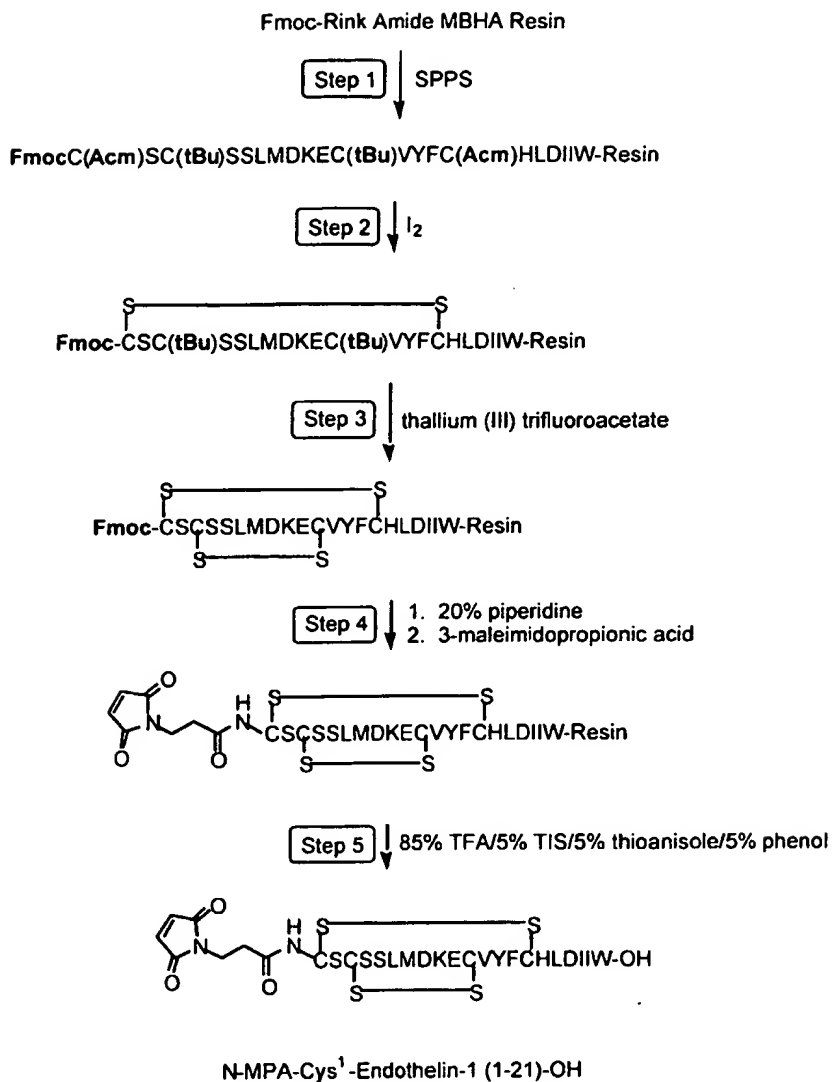 Fmoc-Rink Amide MBHA Resin
Step 1 SPPS
FmocC(Acm)SC(tBu)SSLMDKEC(tBu)VYFC(Acm)HLDIIW-Resin
Step 2 I₂
S S
Fmoc-CSC(tBu)SSLMDKEC(tBu)VYFCHLDIIW-Resin
Step 3 thallium (III) trifluoroacetate
S S
Fmoc-CSCSSLMDKECVYFCHLDIIW-Resin
S S
Step 4 1. 20% piperidine
2. 3-maleimidopropionic acid
O H S S
N N CSCSSLMDKECVYFCHLDIIW-Resin
O O S S
Step 5 85% TFA/5% TIS/5% thioanisole/5% phenol
O H S S
N N CSCSSLMDKECVYFCHLDIIW-OH
O O S S
N-MPA-Cys¹-Endothelin-1 (1-21)-OH